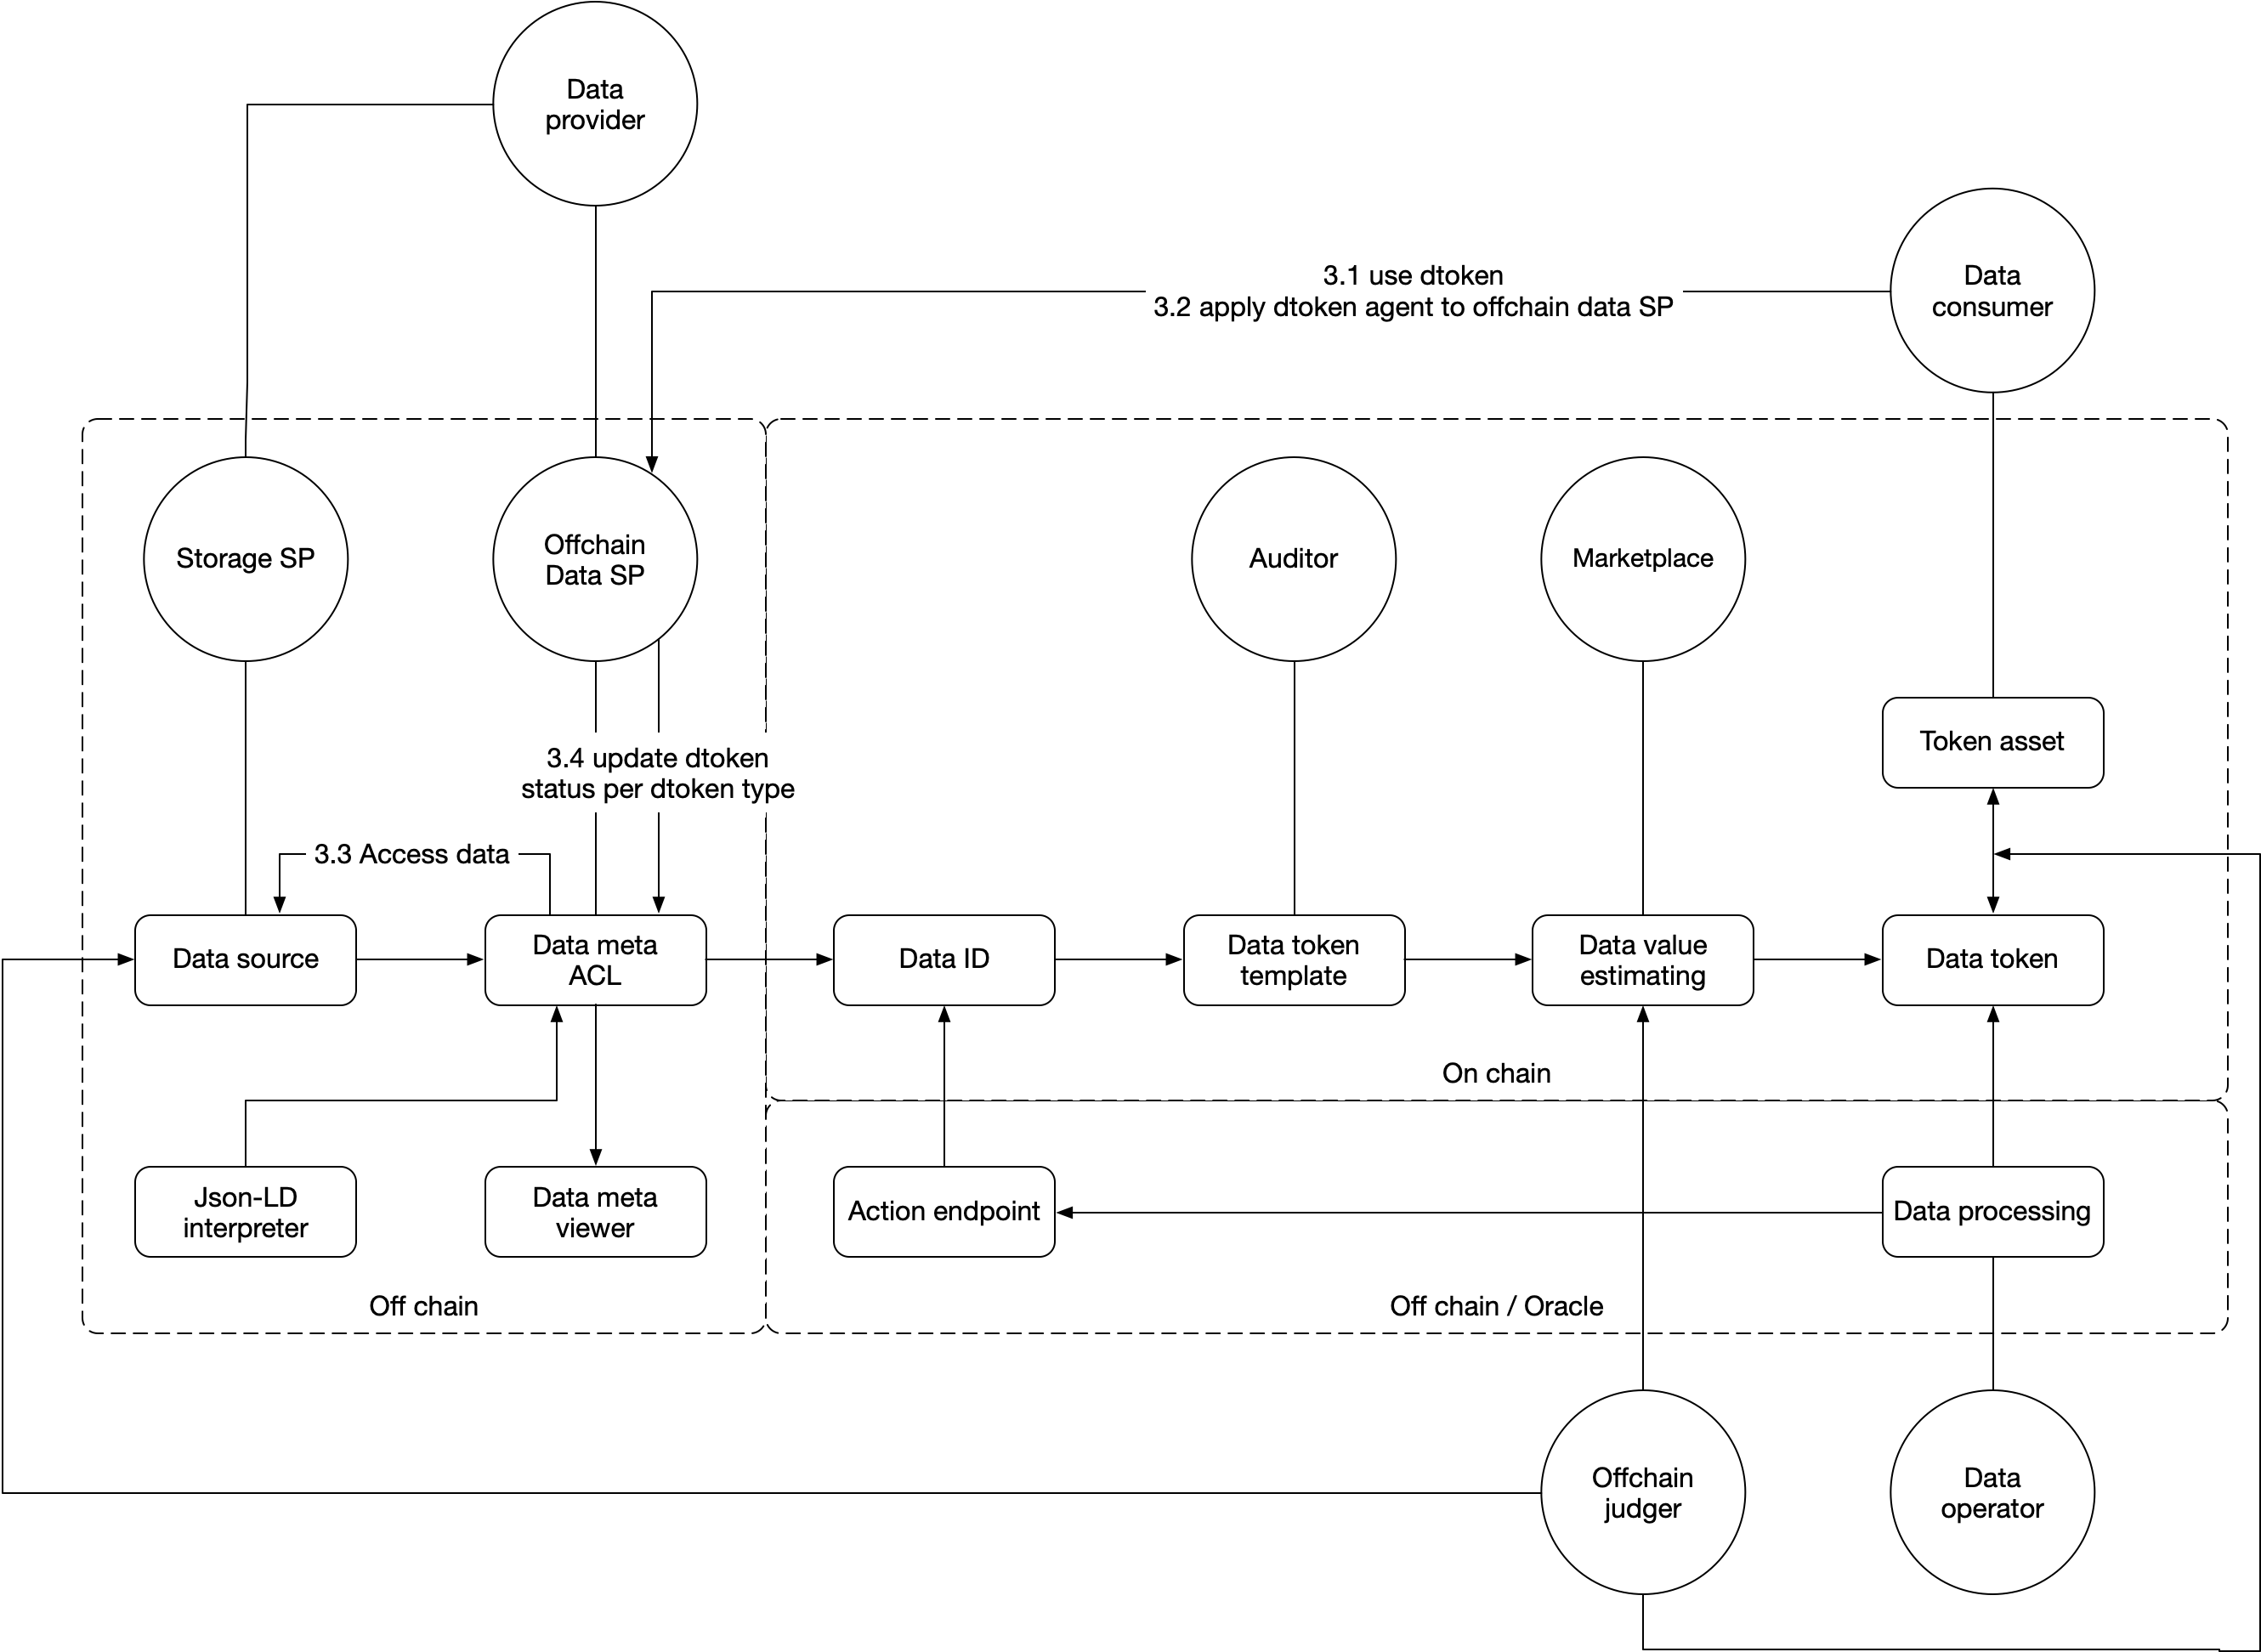 Data
provider
3.1 use dtoken
3.2 apply dtoken agent to offchain data SP
Data
consumer
Storage SP
Offchain
Data SP
Auditor
Marketplace
Token asset
3.4 update dtoken
status per dtoken type
3.3 Access data
Data source
Data meta
ACL
Data ID
Data token
template
Data value
estimating
Data token
On chain
Json-LD
interpreter
Data meta
viewer
Action endpoint
Data processing
Off chain
Off chain / Oracle
Offchain
judger
Data
operator